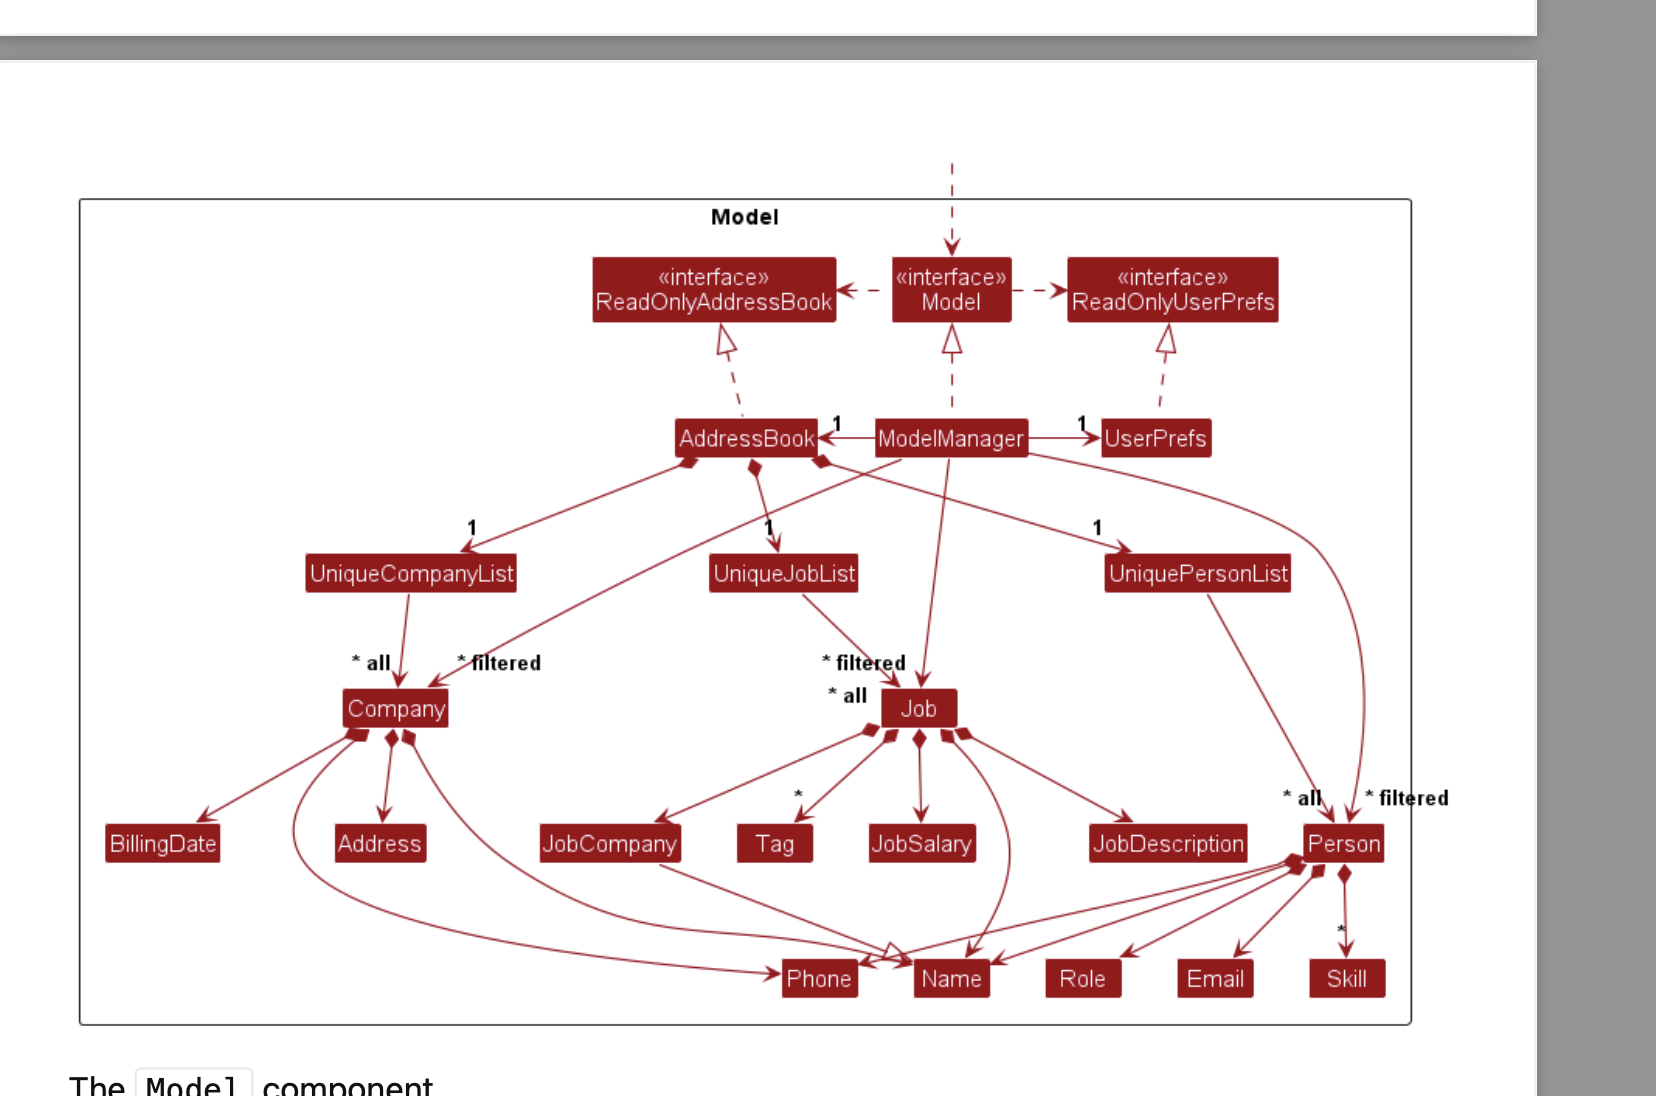 Model
«interface»
ReadOnlyAddressBook
«interface»
Model
«interface»
ReadOnlyUserPrefs
AddressBook
1
ModelManager
1
UserPrefs
1
1
1
UniqueCompanyList
UniqueJobList
UniquePersonList
* all
* filtered
* filtered
* all
Company
Job
*
* all
* filtered
BillingDate
Address
JobCompany
Tag
JobSalary
JobDescription
Person
*
Phone
Name
Role
Email
Skill
The Model component